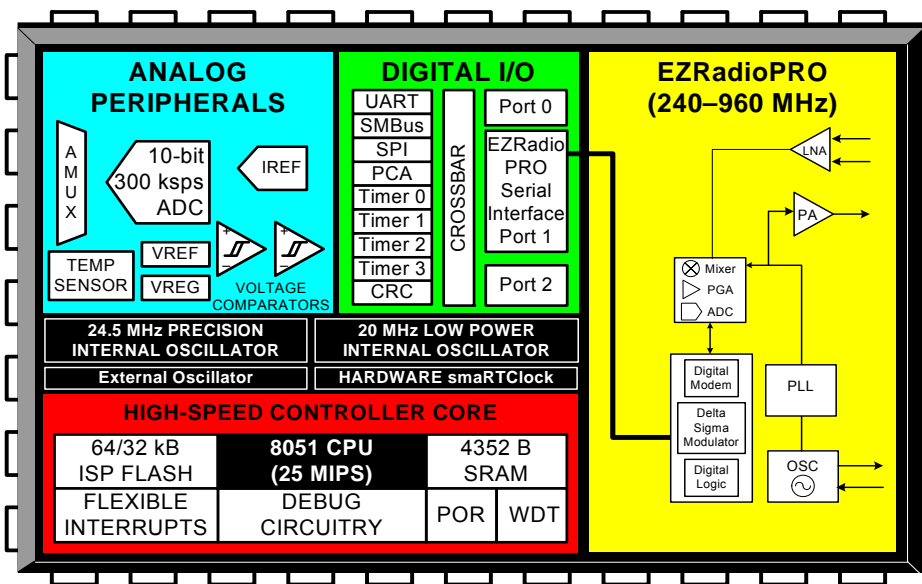 ANALOG
PERIPHERALS
A
M
U
X
10-bit
300 ksps
ADC
IREF
TEMP
SENSOR
VREF
VREG
+
–
+
–
VOLTAGE
COMPARATORS
DIGITAL I/O
UART
SMBus
SPI
PCA
Timer 0
Timer 1
Timer 2
Timer 3
CRC
CROSSBAR
Port 0
EZRadio
PRO
Serial
Interface
Port 1
Port 2
EZRadioPRO
(240–960 MHz)
LNA
PA
Mixer
PGA
ADC
Digital
Modem
Delta
Sigma
Modulator
Digital
Logic
PLL
OSC
24.5 MHz PRECISION
INTERNAL OSCILLATOR
20 MHz LOW POWER
INTERNAL OSCILLATOR
External Oscillator
HARDWARE smaRTClock
HIGH-SPEED CONTROLLER CORE
64/32 kB
ISP FLASH
8051 CPU
(25 MIPS)
4352 B
SRAM
FLEXIBLE
INTERRUPTS
DEBUG
CIRCUITRY
POR
WDT